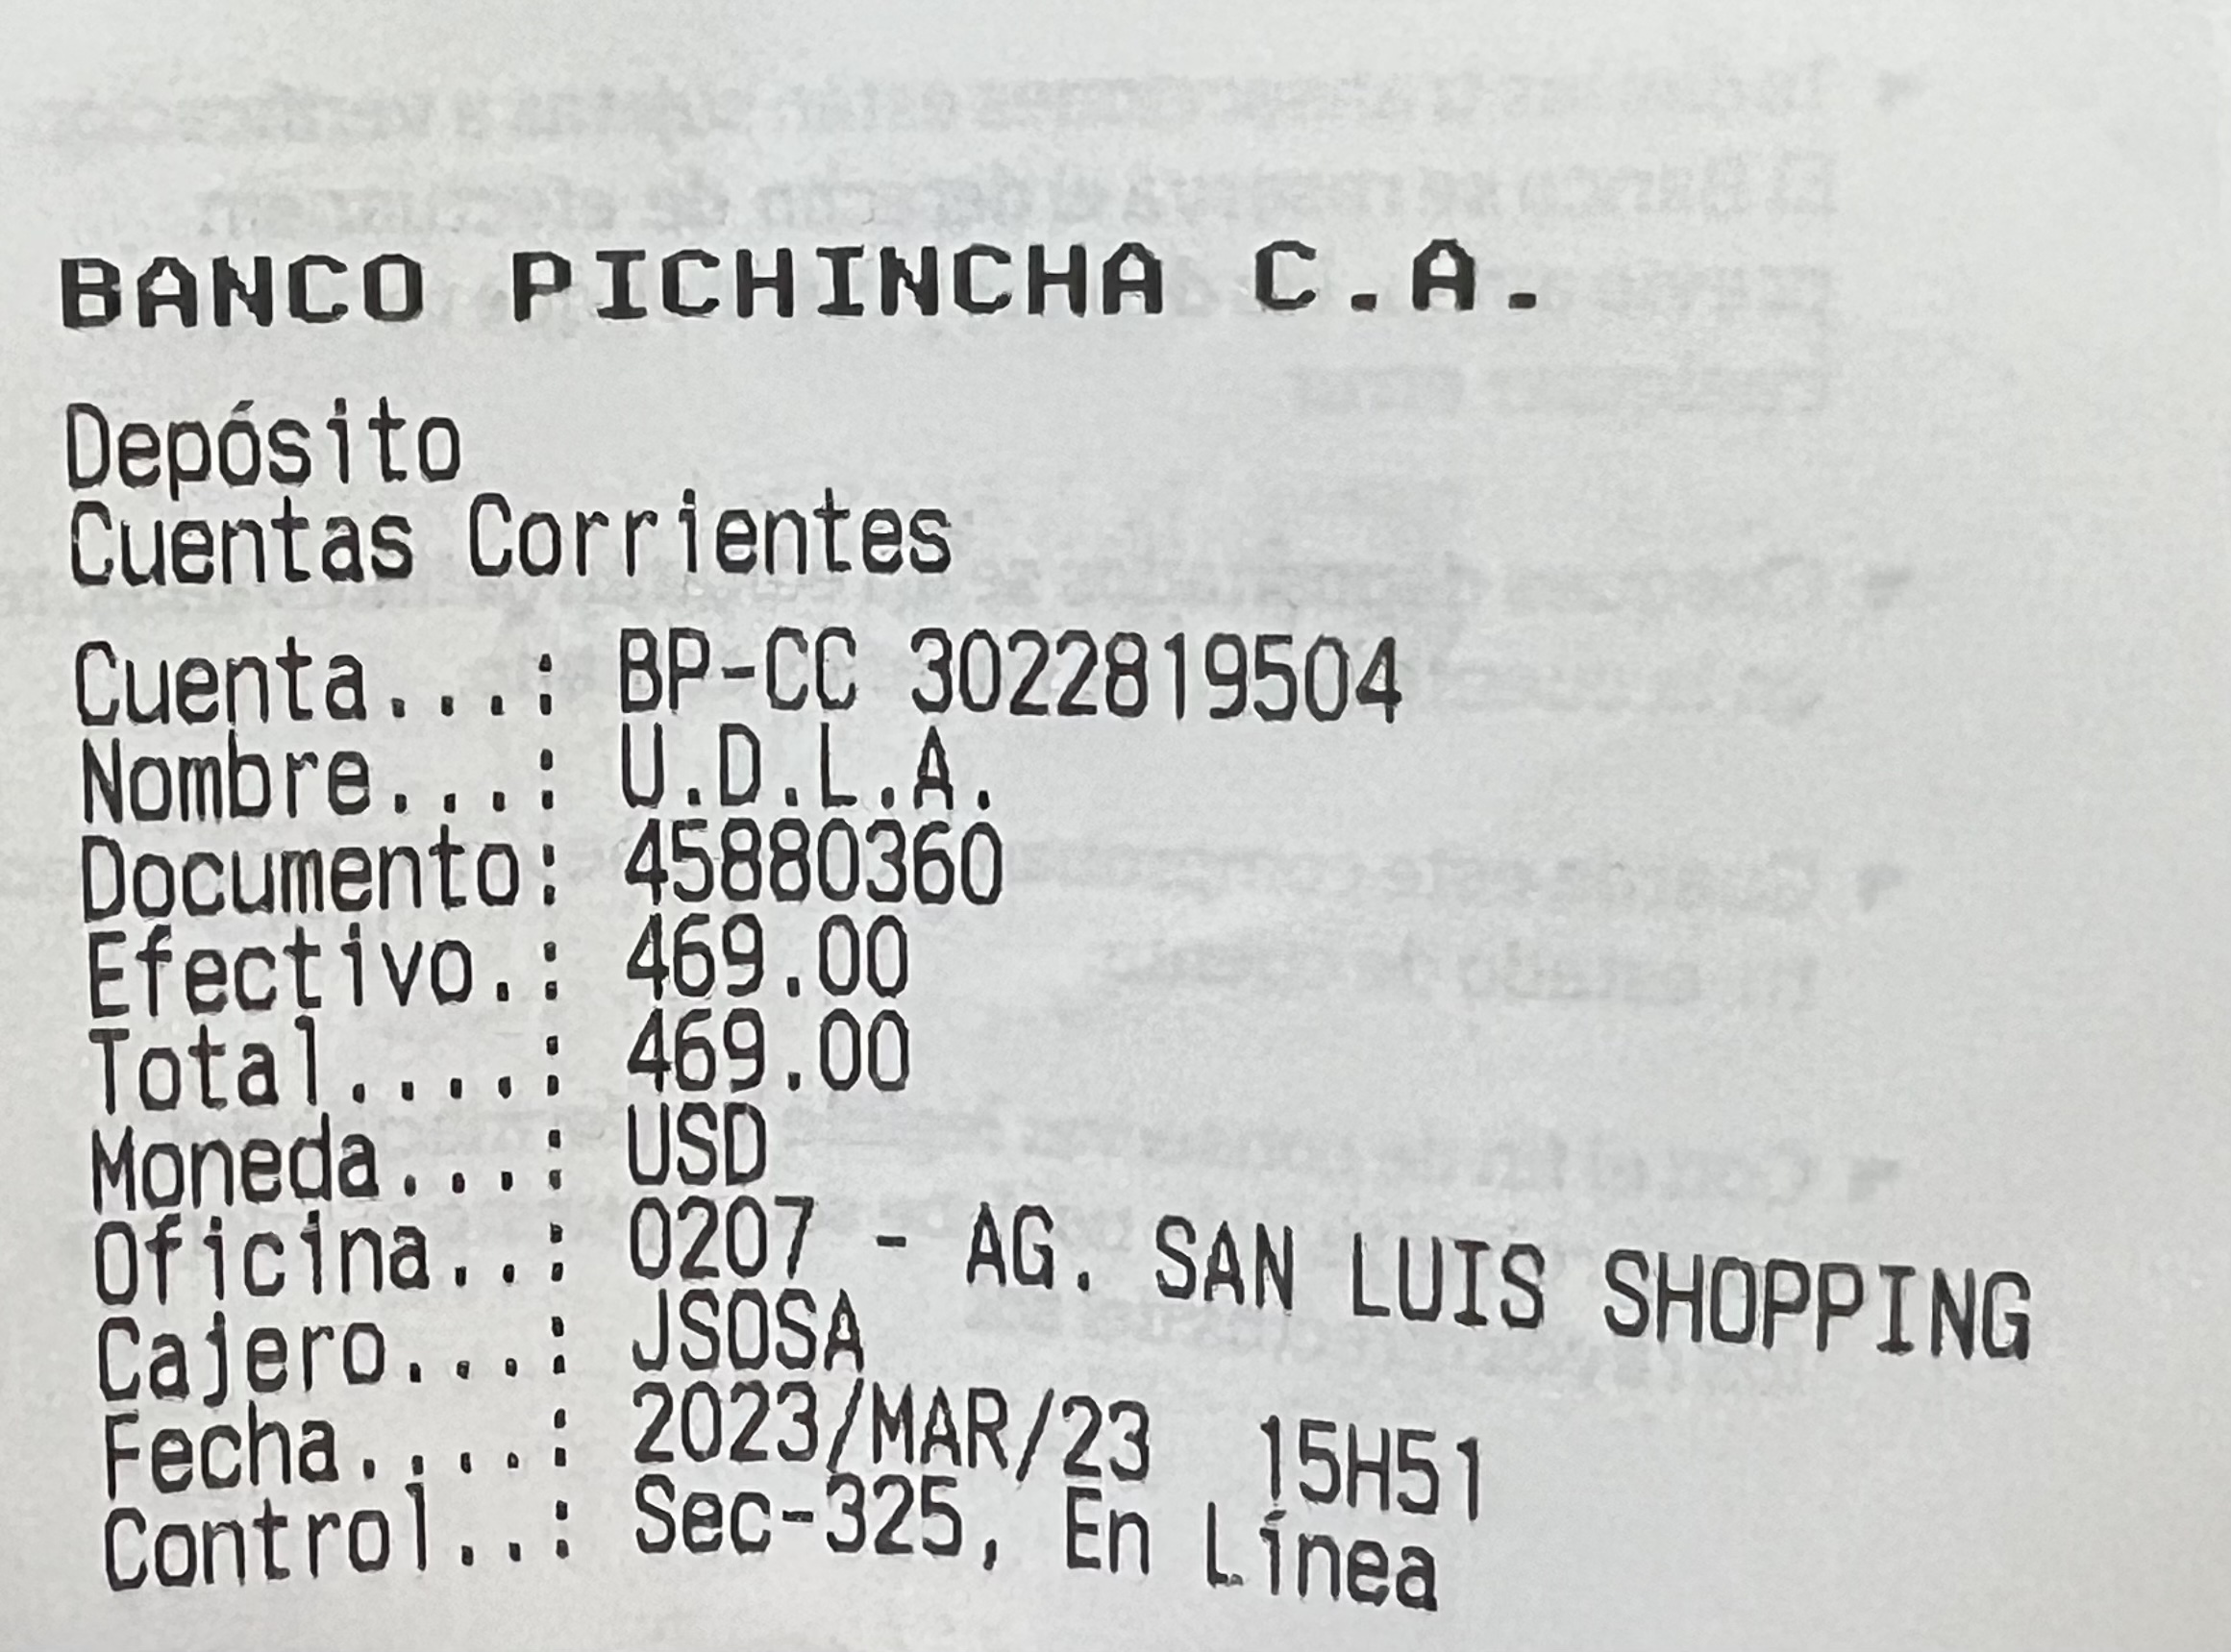 BANCO PICHINCHA C.A.
Depósito
Cuentas Corrientes
Cuenta...: BP-CC 3022819504
Nombre...: U.D.L.A.
Documento: 45880360
Efectivo.: 469.00
Total....: 469.00
Moneda...: USD
Oficina..: 0207 - AG. SAN LUIS SHOPPING
Cajero...: JSOSA
Fecha....: 2023/MAR/23 15H51
Control..: Sec-325, En Línea